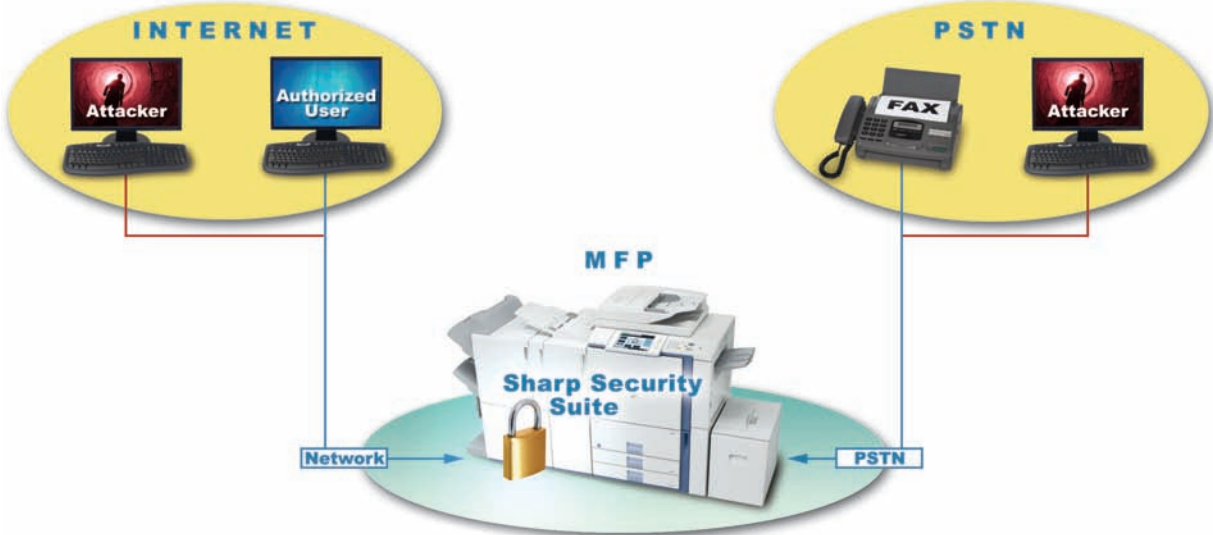 INTERNET
Attacker
Authorized
User
PSTN
FAX
Attacker
MFP
Sharp Security
Suite
Network
PSTN